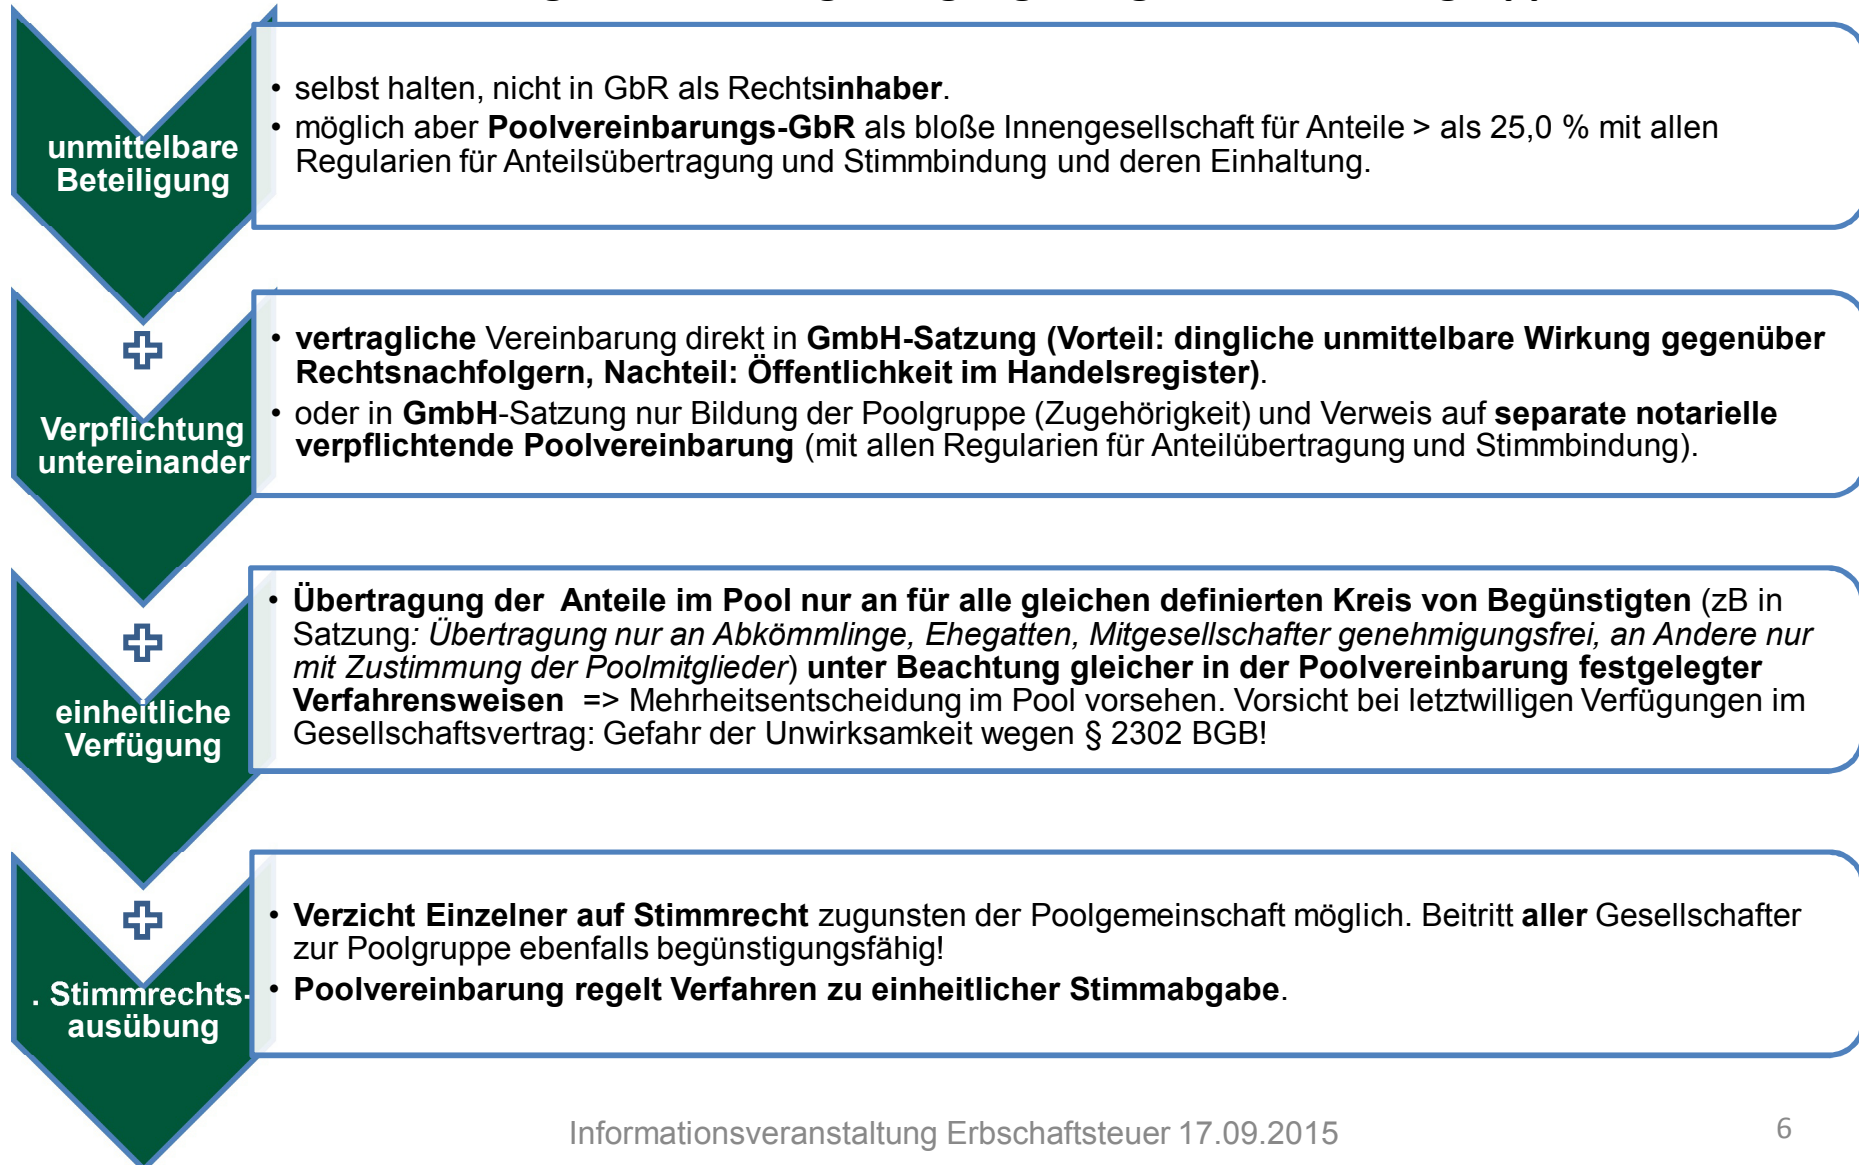 unmittelbare
Beteiligung
• selbst halten, nicht in GbR als Rechtsinhaber.
• möglich aber Poolvereinbarungs-GbR als bloße Innengesellschaft für Anteile > als 25,0 % mit allen
Regularien für Anteilsübertragung und Stimmbindung und deren Einhaltung.
Verpflichtung
untereinander
• vertragliche Vereinbarung direkt in GmbH-Satzung (Vorteil: dingliche unmittelbare Wirkung gegenüber
Rechtsnachfolgern, Nachteil: Öffentlichkeit im Handelsregister).
• oder in GmbH-Satzung nur Bildung der Poolgruppe (Zugehörigkeit) und Verweis auf separate notarielle
verpflichtende Poolvereinbarung (mit allen Regularien für Anteilübertragung und Stimmbindung).
einheitliche
Verfügung
• Übertragung der Anteile im Pool nur an für alle gleichen definierten Kreis von Begünstigten (zB in
Satzung: Übertragung nur an Abkömmlinge, Ehegatten, Mitgesellschafter genehmigungsfrei, an Andere nur
mit Zustimmung der Poolmitglieder) unter Beachtung gleicher in der Poolvereinbarung festgelegter
Verfahrensweisen => Mehrheitsentscheidung im Pool vorsehen. Vorsicht bei letztwilligen Verfügungen im
Gesellschaftsvertrag: Gefahr der Unwirksamkeit wegen § 2302 BGB!
. Stimmrechts-
ausübung
• Verzicht Einzelner auf Stimmrecht zugunsten der Poolgemeinschaft möglich. Beitritt aller Gesellschafter
zur Poolgruppe ebenfalls begünstigungsfähig!
• Poolvereinbarung regelt Verfahren zu einheitlicher Stimmabgabe.
Informationsveranstaltung Erbschaftsteuer 17.09.2015
6